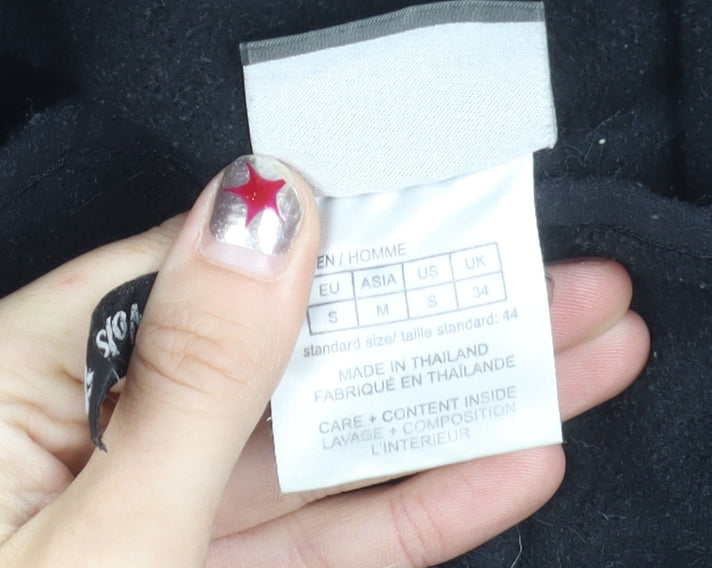 EN / HOMME
EU ASIA US UK
S M S 34
standard size/ taille standard: 44
MADE IN THAILAND
FABRIQUÉ EN THAÏLANDE
CARE + CONTENT INSIDE
LAVAGE + COMPOSITION
L'INTERIEUR